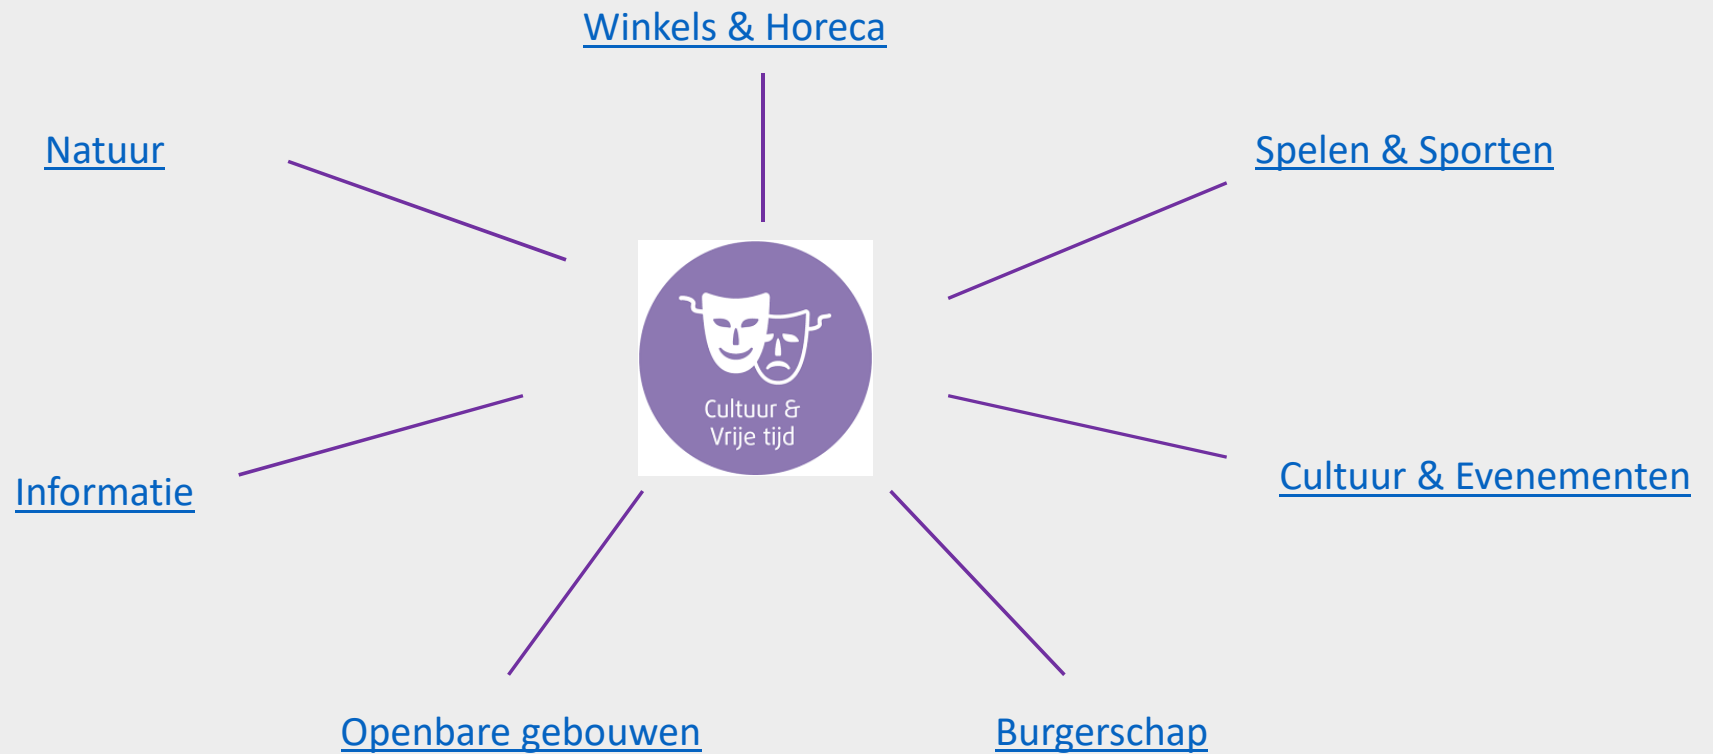 Winkels & Horeca
Natuur
Spelen & Sporten
Cultuur &
Vrije tijd
Informatie
Cultuur & Evenementen
Openbare gebouwen
Burgerschap